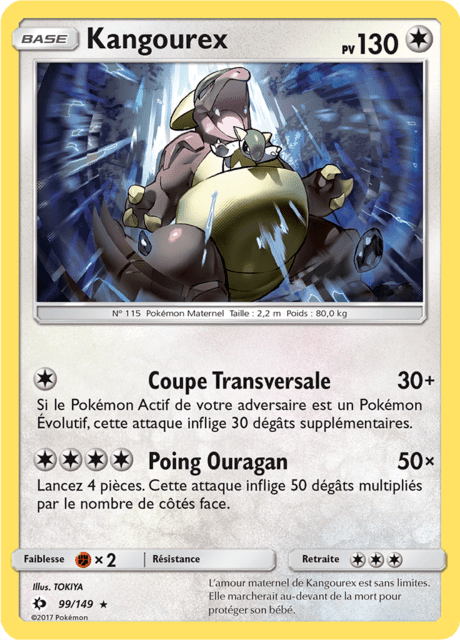 BASE Kangourex PV 130
N° 115 Pokémon Maternel Taille : 2,2 m Poids : 80,0 kg
Coupe Transversale 30+
Si le Pokémon Actif de votre adversaire est un Pokémon
Évolutif, cette attaque inflige 30 dégâts supplémentaires.
Poing Ouragan 50×
Lancez 4 pièces. Cette attaque inflige 50 dégâts multipliés
par le nombre de côtés face.
Faiblesse ×2 Résistance Retraite
Illus. TOKIYA
99/149 ★
©2017 Pokémon
L'amour maternel de Kangourex est sans limites.
Elle marcherait au-devant de la mort pour
protéger son bébé.